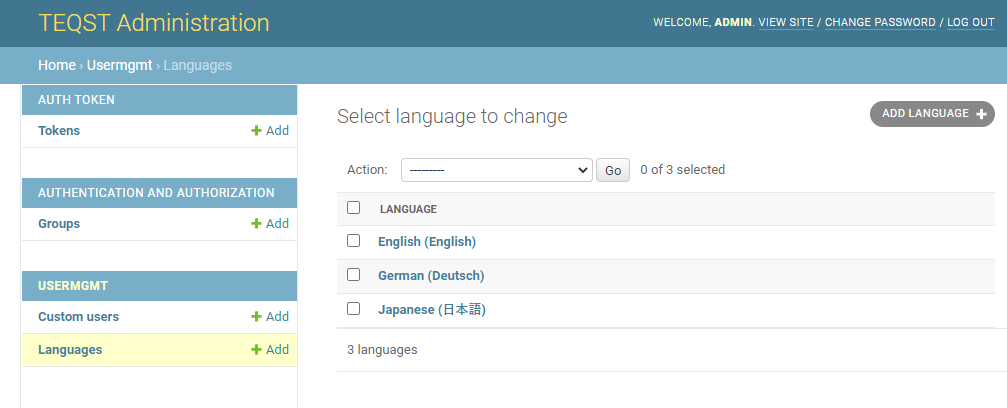 TEQST Administration
WELCOME, ADMIN. VIEW SITE / CHANGE PASSWORD / LOG OUT
Home › Usermgmt › Languages
AUTH TOKEN
Tokens
Add
AUTHENTICATION AND AUTHORIZATION
Groups
Add
USERMGMT
Custom users
Add
Languages
Add
Select language to change
ADD LANGUAGE
Action:
---------
Go
0 of 3 selected
LANGUAGE
English (English)
German (Deutsch)
Japanese (日本語)
3 languages